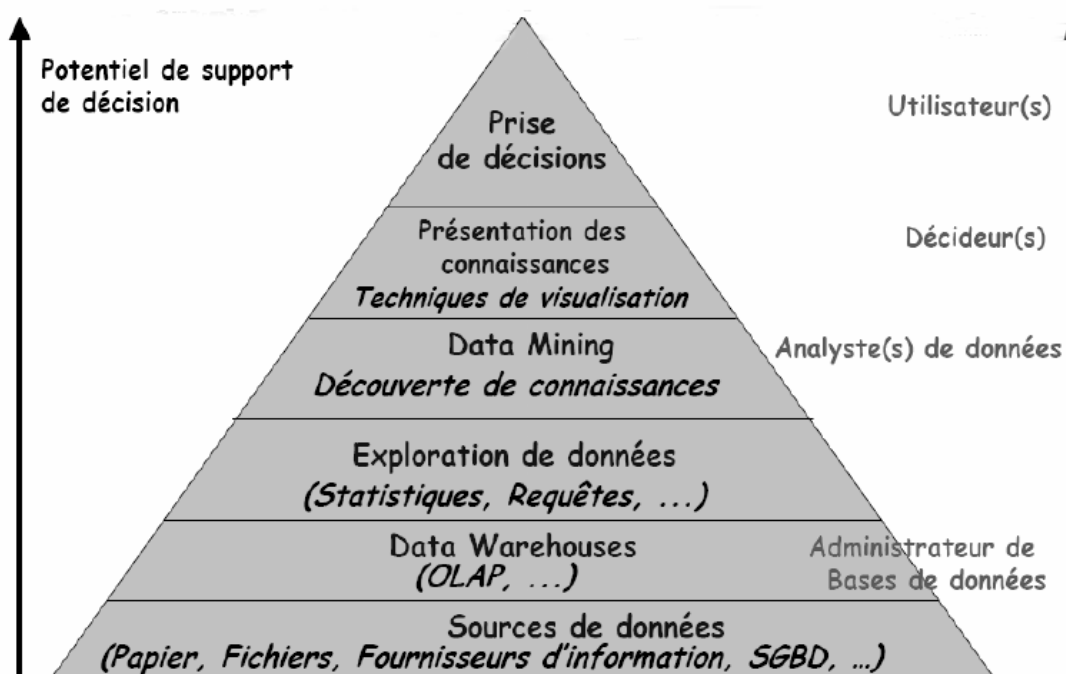 Potentiel de support
de décision
Prise
de décisions
Utilisateur(s)
Présentation des
connaissances
Techniques de visualisation
Décideur(s)
Data Mining
Découverte de connaissances
Analyste(s) de données
Exploration de données
(Statistiques, Requêtes, ...)
Data Warehouses
(OLAP, ...)
Administrateur de
Bases de données
Sources de données
(Papier, Fichiers, Fournisseurs d'information, SGBD, ...)